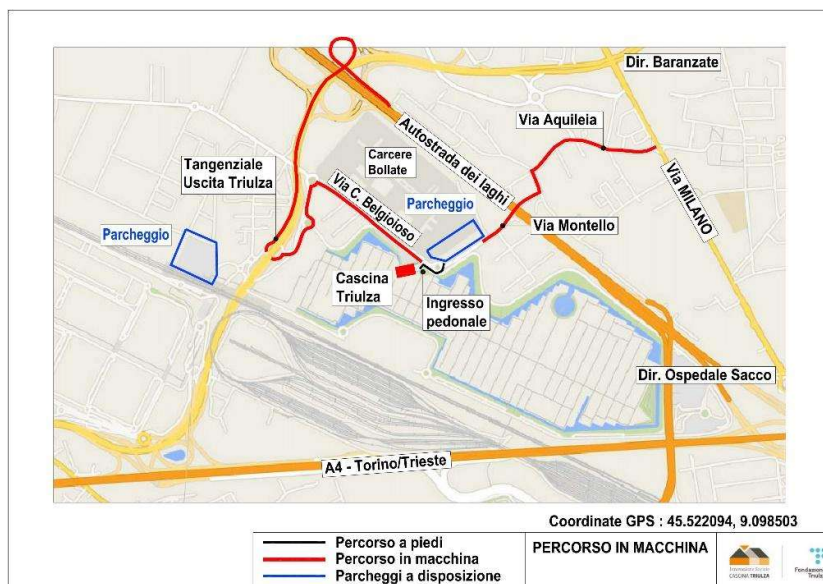 Dir. Baranzate
Via Aquileia
Autostrada dei laghi
Carcere
Bollate
Tangenziale
Uscita Triulza
Via C. Belgioioso
Parcheggio
Via MILANO
Via Montello
Parcheggio
Cascina
Triulza
Ingresso
pedonale
Dir. Ospedale Sacco
A4 - Torino/Trieste
Coordinate GPS : 45.522094, 9.098503
Percorso a piedi
Percorso in macchina
Parcheggi a disposizione
PERCORSO IN MACCHINA
CASCINA TRIULZA